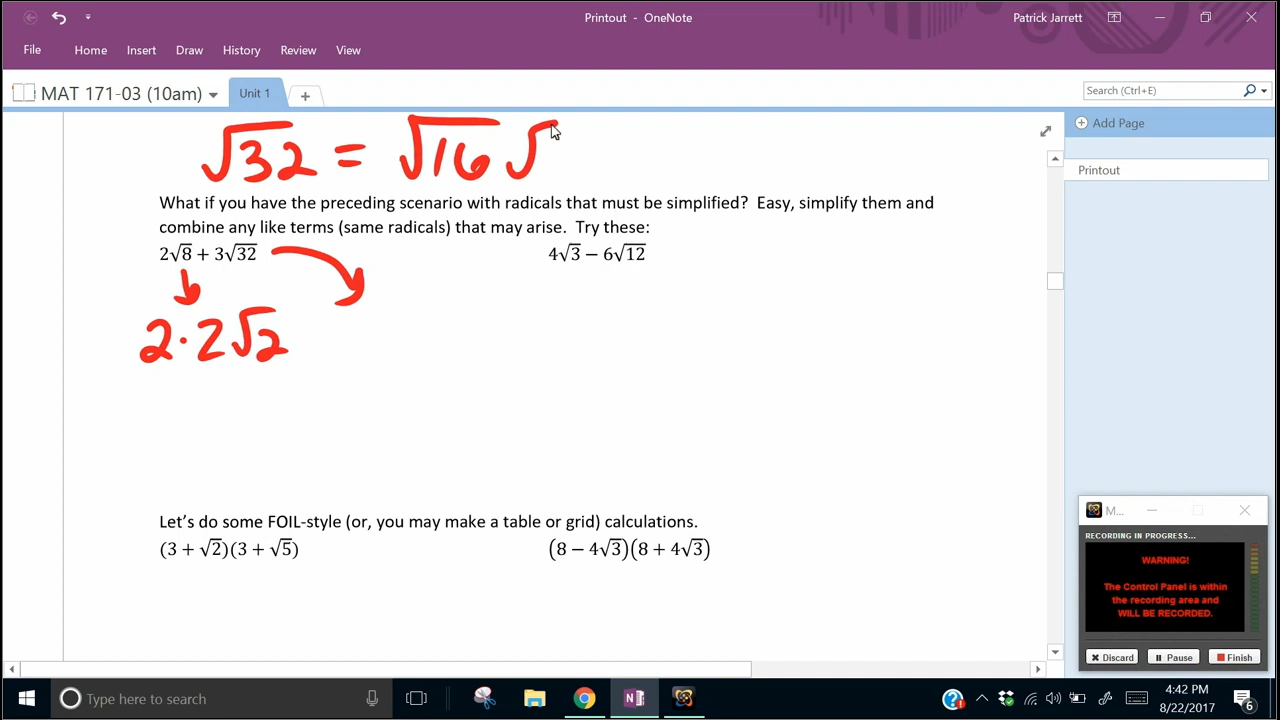 Printout - OneNote
Patrick Jarrett
File Home Insert Draw History Review View
MAT 171-03 (10am) Unit 1 +
Search (Ctrl+E)
Add Page
Printout
√32 = √16 √
What if you have the preceding scenario with radicals that must be simplified? Easy, simplify them and
combine any like terms (same radicals) that may arise. Try these:
2√8 + 3√32 4√3 − 6√12
2·2√2
Let's do some FOIL-style (or, you may make a table or grid) calculations.
(3 + √2)(3 + √5) (8 − 4√3)(8 + 4√3)
M...
RECORDING IN PROGRESS...
WARNING!
The Control Panel is within
the recording area and
WILL BE RECORDED.
Discard Pause Finish
Type here to search
4:42 PM
8/22/2017
6